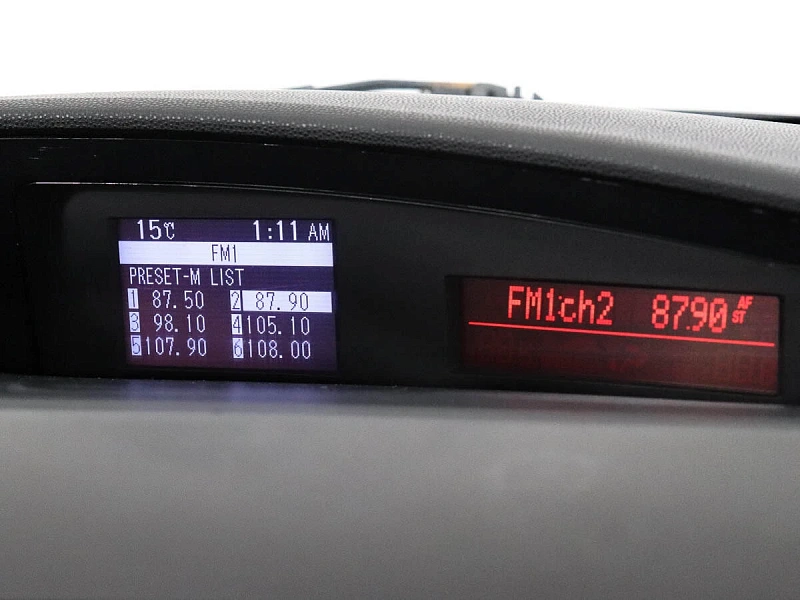 15℃ 1:11 AM
FM1
PRESET-M LIST
1 87.50 2 87.90
3 98.10 4 105.10
5 107.90 6 108.00
FM1:ch2 87.90 AF ST